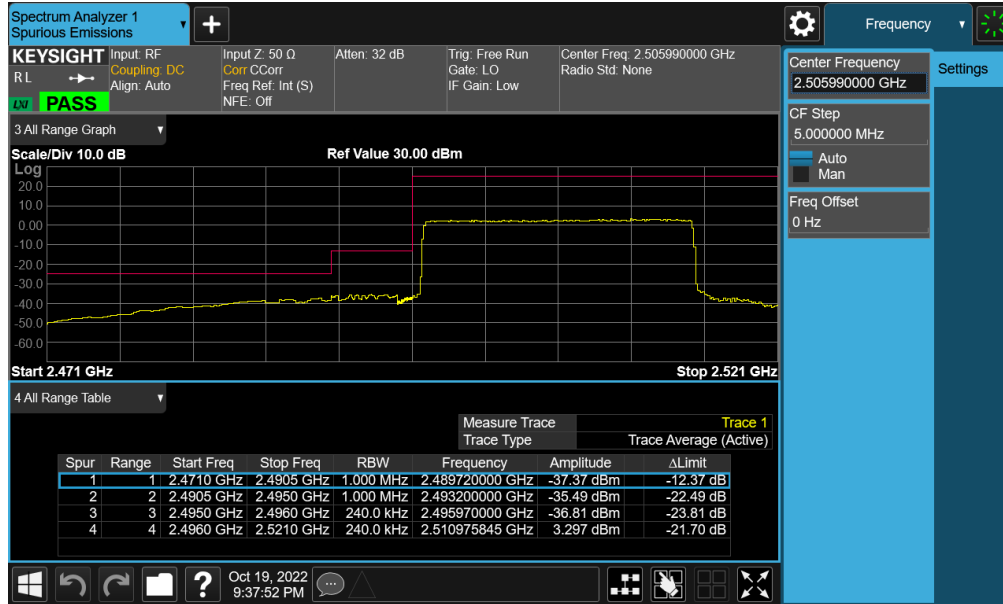 Spectrum Analyzer 1
Spurious Emissions
+
Frequency
KEYSIGHT
RL
LXI
PASS
Input: RF
Coupling: DC
Align: Auto
Input Z: 50 Ω
Corr CCorr
Freq Ref: Int (S)
NFE: Off
Atten: 32 dB
Trig: Free Run
Gate: LO
IF Gain: Low
Center Freq: 2.505990000 GHz
Radio Std: None
Center Frequency
2.505990000 GHz
Settings
CF Step
5.000000 MHz
Auto
Man
Freq Offset
0 Hz
3 All Range Graph
Scale/Div 10.0 dB
Ref Value 30.00 dBm
Log
20.0
10.0
0.00
-10.0
-20.0
-30.0
-40.0
-50.0
-60.0
Start 2.471 GHz
Stop 2.521 GHz
4 All Range Table
Measure Trace Trace 1
Trace Type Trace Average (Active)
Spur Range Start Freq Stop Freq RBW Frequency Amplitude ΔLimit
1 1 2.4710 GHz 2.4905 GHz 1.000 MHz 2.489720000 GHz -37.37 dBm -12.37 dB
2 2 2.4905 GHz 2.4950 GHz 1.000 MHz 2.493200000 GHz -35.49 dBm -22.49 dB
3 3 2.4950 GHz 2.4960 GHz 240.0 kHz 2.495970000 GHz -36.81 dBm -23.81 dB
4 4 2.4960 GHz 2.5210 GHz 240.0 kHz 2.510975845 GHz 3.297 dBm -21.70 dB
?
Oct 19, 2022
9:37:52 PM